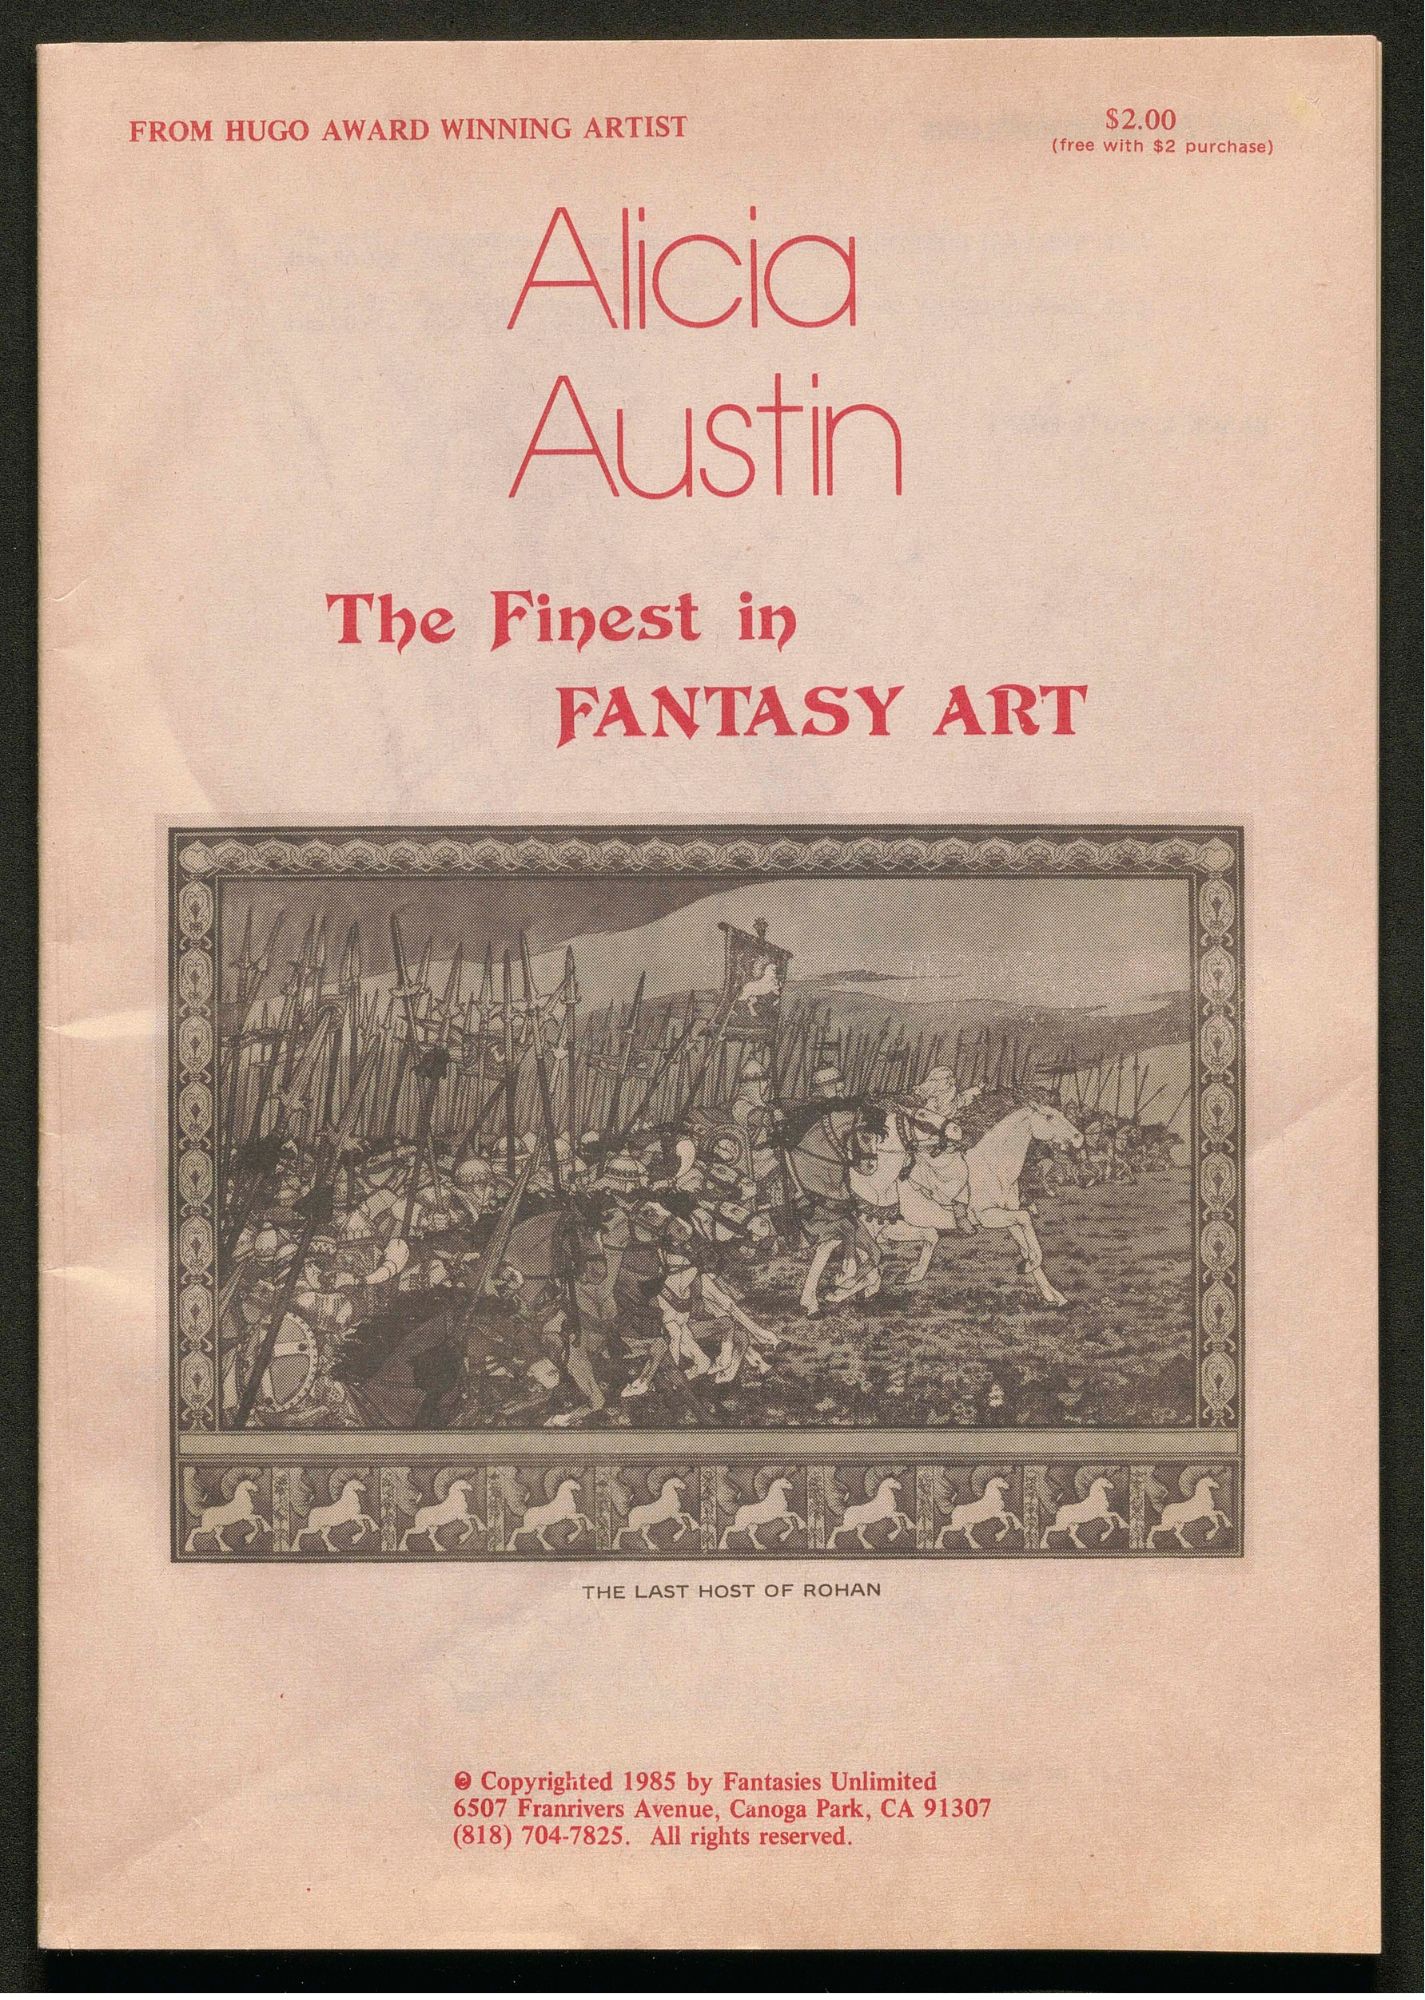 FROM HUGO AWARD WINNING ARTIST
$2.00
(free with $2 purchase)
Alicia
Austin
The Finest in
FANTASY ART
THE LAST HOST OF ROHAN
© Copyrighted 1985 by Fantasies Unlimited
6507 Franrivers Avenue, Canoga Park, CA 91307
(818) 704-7825. All rights reserved.